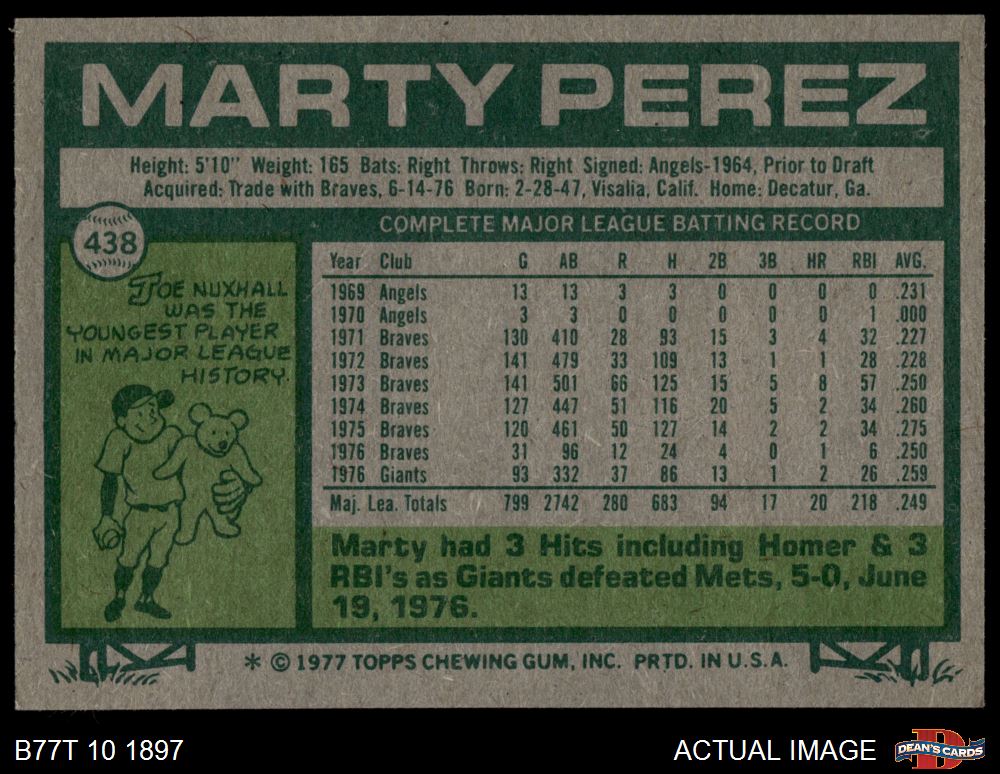 MARTY PEREZ
Height: 5'10" Weight: 165 Bats: Right Throws: Right Signed: Angels-1964, Prior to Draft
Acquired: Trade with Braves, 6-14-76 Born: 2-28-47, Visalia, Calif. Home: Decatur, Ga.
438
JOE NUXHALL
WAS THE
YOUNGEST PLAYER
IN MAJOR LEAGUE
HISTORY.
COMPLETE MAJOR LEAGUE BATTING RECORD
Year Club G AB R H 2B 3B HR RBI AVG.
1969 Angels 13 13 3 3 0 0 0 0 .231
1970 Angels 3 3 0 0 0 0 0 1 .000
1971 Braves 130 410 28 93 15 3 4 32 .227
1972 Braves 141 479 33 109 13 1 1 28 .228
1973 Braves 141 501 66 125 15 5 8 57 .250
1974 Braves 127 447 51 116 20 5 2 34 .260
1975 Braves 120 461 50 127 14 2 2 34 .275
1976 Braves 31 96 12 24 4 0 1 6 .250
1976 Giants 93 332 37 86 13 1 2 26 .259
Maj. Lea. Totals 799 2742 280 683 94 17 20 218 .249
Marty had 3 Hits including Homer & 3
RBI's as Giants defeated Mets, 5-0, June
19, 1976.
* © 1977 TOPPS CHEWING GUM, INC. PRTD. IN U.S.A.
B77T 10 1897
ACTUAL IMAGE
D
DEAN'S CARDS